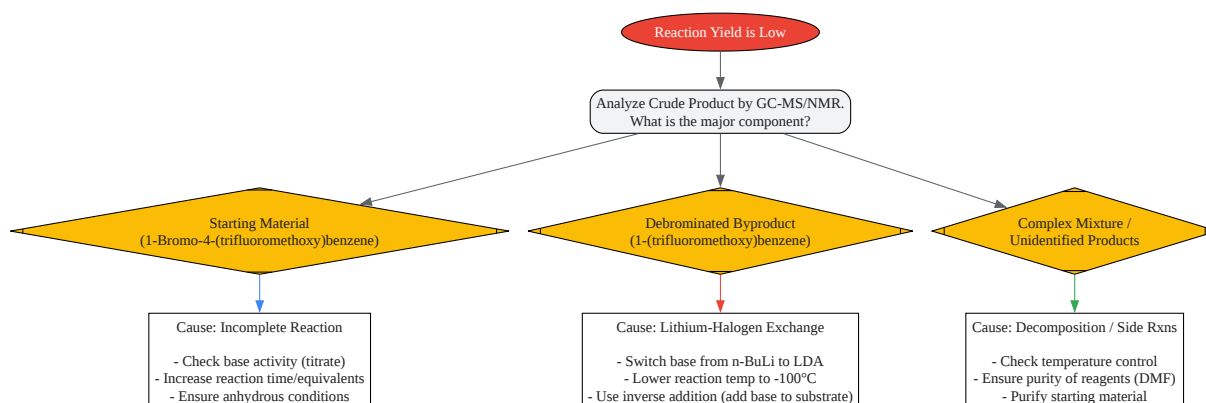 Reaction Yield is Low
Analyze Crude Product by GC-MS/NMR.
What is the major component?
Starting Material
(1-Bromo-4-(trifluoromethoxy)benzene)
Debrominated Byproduct
(1-(trifluoromethoxy)benzene)
Complex Mixture /
Unidentified Products
Cause: Incomplete Reaction
- Check base activity (titrate)
- Increase reaction time/equivalents
- Ensure anhydrous conditions
Cause: Lithium-Halogen Exchange
- Switch base from n-BuLi to LDA
- Lower reaction temp to -100°C
- Use inverse addition (add base to substrate)
Cause: Decomposition / Side Rxns
- Check temperature control
- Ensure purity of reagents (DMF)
- Purify starting material